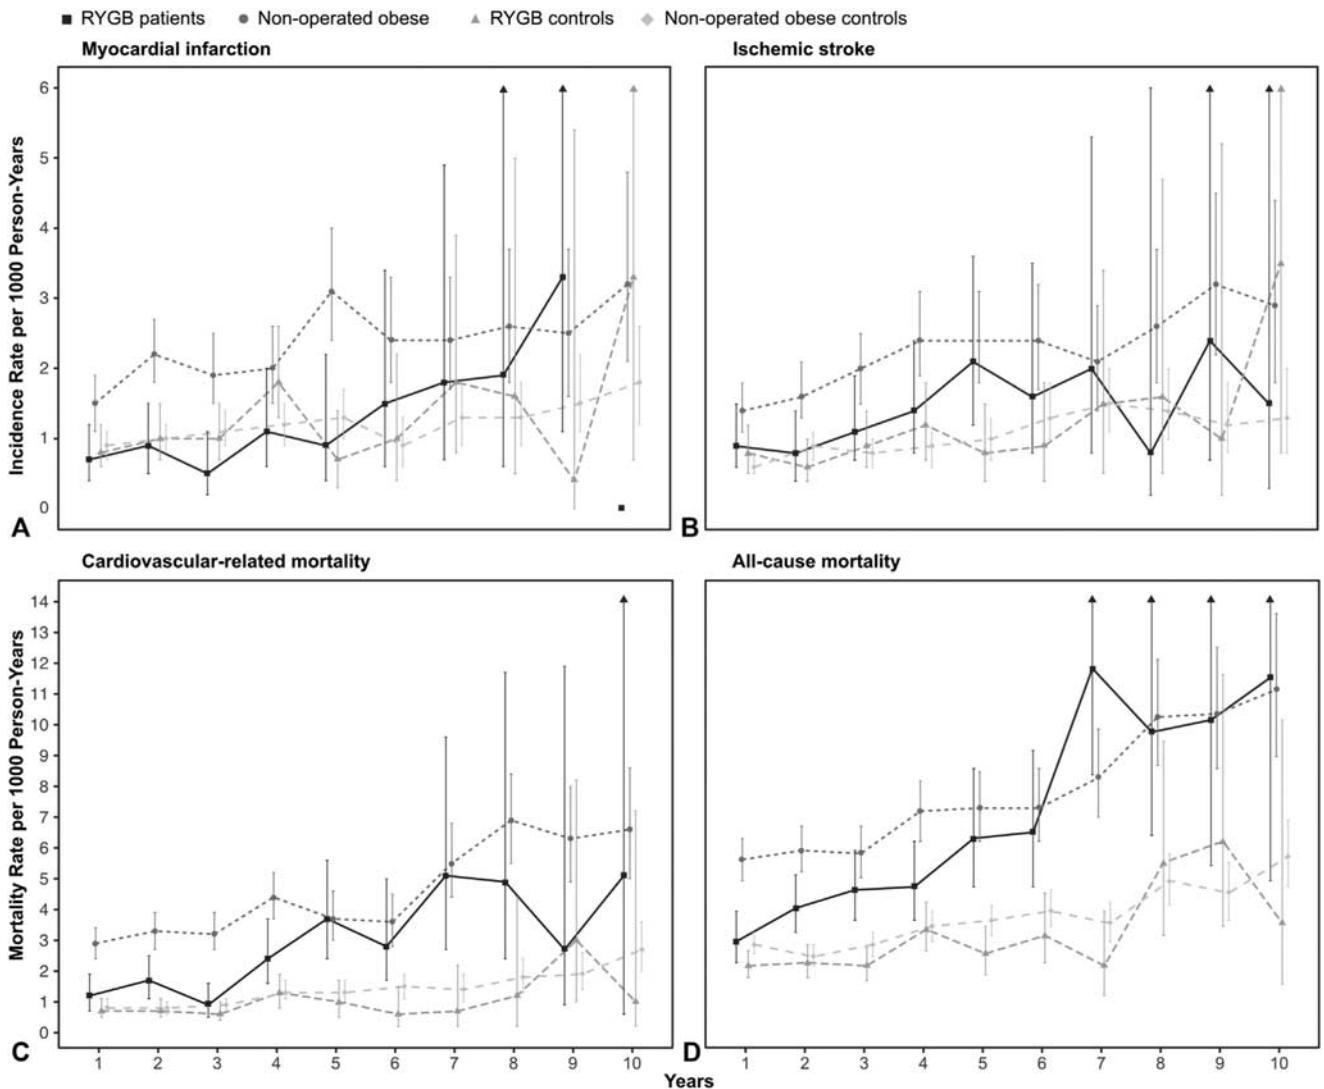 RYGB patients Non-operated obese RYGB controls Non-operated obese controls
Myocardial infarction Ischemic stroke
Incidence Rate per 1000 Person-Years
6
5
4
3
2
1
0
A B
Cardiovascular-related mortality All-cause mortality
Mortality Rate per 1000 Person-Years
14
13
12
11
10
9
8
7
6
5
4
3
2
1
0
C D
1 2 3 4 5 6 7 8 9 10 1 2 3 4 5 6 7 8 9 10
Years